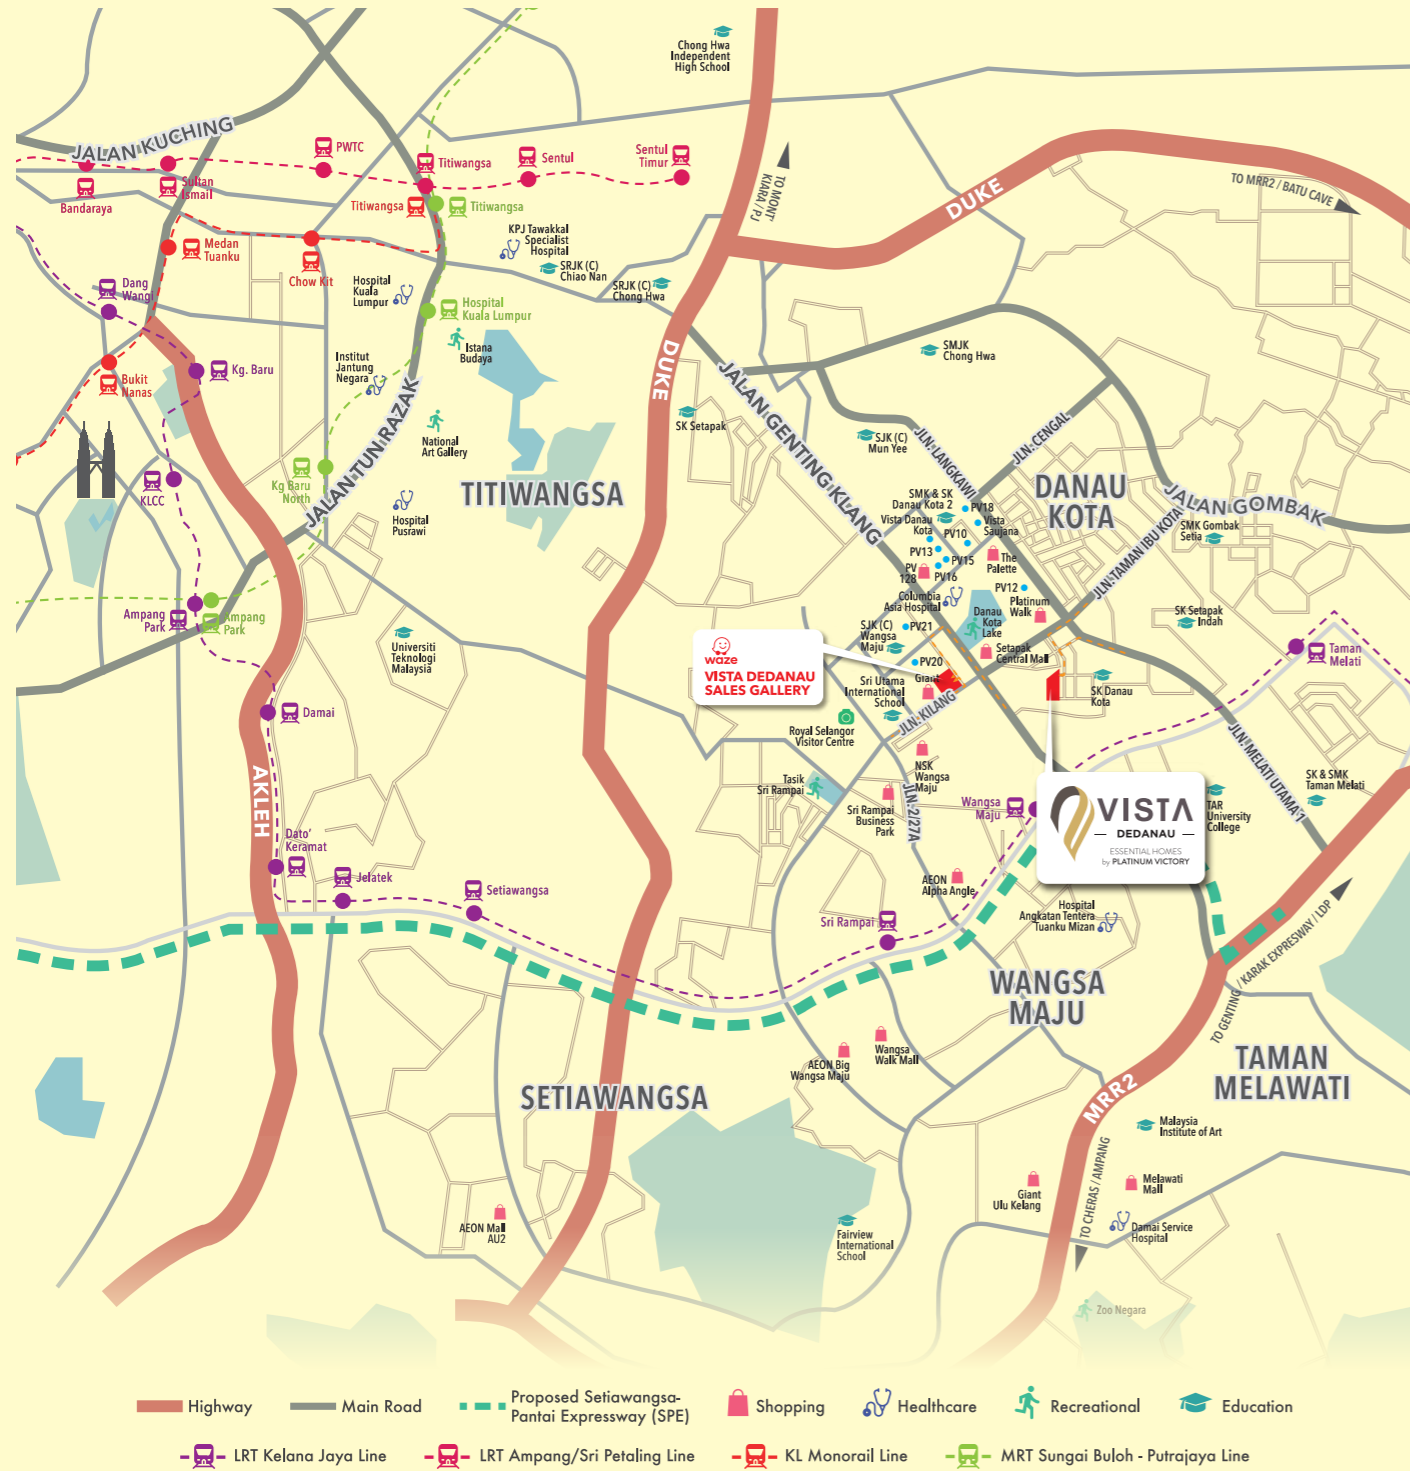 Chong Hwa
Independent
High School
JALAN KUCHING
PWTC
Titiwangsa
Sentul
Sentul
Timur
Bandaraya
Sultan
Ismail
Titiwangsa
Titiwangsa
TO MONT
KIARA / PJ
DUKE
TO MRR2 / BATU CAVE
Medan
Tuanku
Chow Kit
KPJ Tawakkal
Specialist
Hospital
SRJK (C)
Chiao Nan
SRJK (C)
Chong Hwa
Dang
Wangi
Hospital
Kuala
Lumpur
Hospital
Kuala Lumpur
Istana
Budaya
Institut
Jantung
Negara
Kg. Baru
Bukit
Nanas
DUKE
JALAN GENTING KLANG
SMJK
Chong Hwa
SK Setapak
SJK (C)
Mun Yee
JLN. LANGKAWI
JLN. CENGAL
National
Art Gallery
JALAN TUN RAZAK
KLCC
Kg Baru
North
TITIWANGSA
Hospital
Pusrawi
DANAU
KOTA
JALAN GOMBAK
SMK Gombak
Setia
JLN. TAMAN IBU KOTA
SMK & SK
Danau Kota 2
PV18
Vista Danau
Kota
Vista
Saujana
PV10
PV13
PV15
The
Palette
PV
128
PV16
PV12
Columbia
Asia Hospital
Platinum
Walk
Danau
Kota
Lake
PV21
SJK (C)
Wangsa
Maju
Setapak
Central Mall
SK Setapak
Indah
Ampang
Park
Ampang
Park
Universiti
Teknologi
Malaysia
waze
VISTA DEDANAU
SALES GALLERY
PV20
Giant
Sri Utama
International
School
JLN. KILANG
SK Danau
Kota
Taman
Melati
Damai
Royal Selangor
Visitor Centre
NSK
Wangsa
Maju
JLN. MELATI UTAMA 1
AKLEH
Tasik
Sri Rampai
Sri Rampai
Business
Park
JLN 2/27A
Wangsa
Maju
VISTA
DEDANAU
ESSENTIAL HOMES
by PLATINUM VICTORY
TAR
University
College
SK & SMK
Taman Melati
Dato'
Keramat
Jelatek
Setiawangsa
AEON
Alpha Angle
Sri Rampai
Hospital
Angkatan Tentera
Tuanku Mizan
WANGSA
MAJU
TO GENTING / KARAK EXPRESWAY / LDP
AEON Big
Wangsa Maju
Wangsa
Walk Mall
TAMAN
MELAWATI
SETIAWANGSA
MRR2
Malaysia
Institute of Art
TO CHERAS / AMPANG
Giant
Ulu Kelang
Melawati
Mall
Damai Service
Hospital
AEON Mall
AU2
Fairview
International
School
Zoo Negara
Highway
Main Road
Proposed Setiawangsa-
Pantai Expressway (SPE)
Shopping
Healthcare
Recreational
Education
LRT Kelana Jaya Line
LRT Ampang/Sri Petaling Line
KL Monorail Line
MRT Sungai Buloh - Putrajaya Line